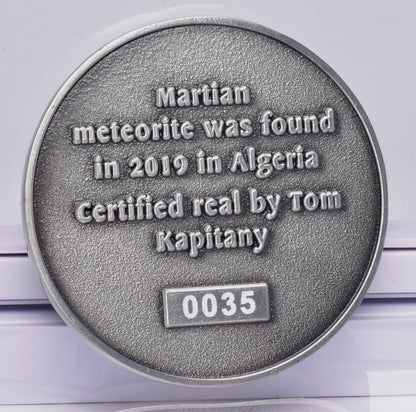 Martian
meteorite was found
in 2019 in Algeria
Certified real by Tom
Kapitany
0035